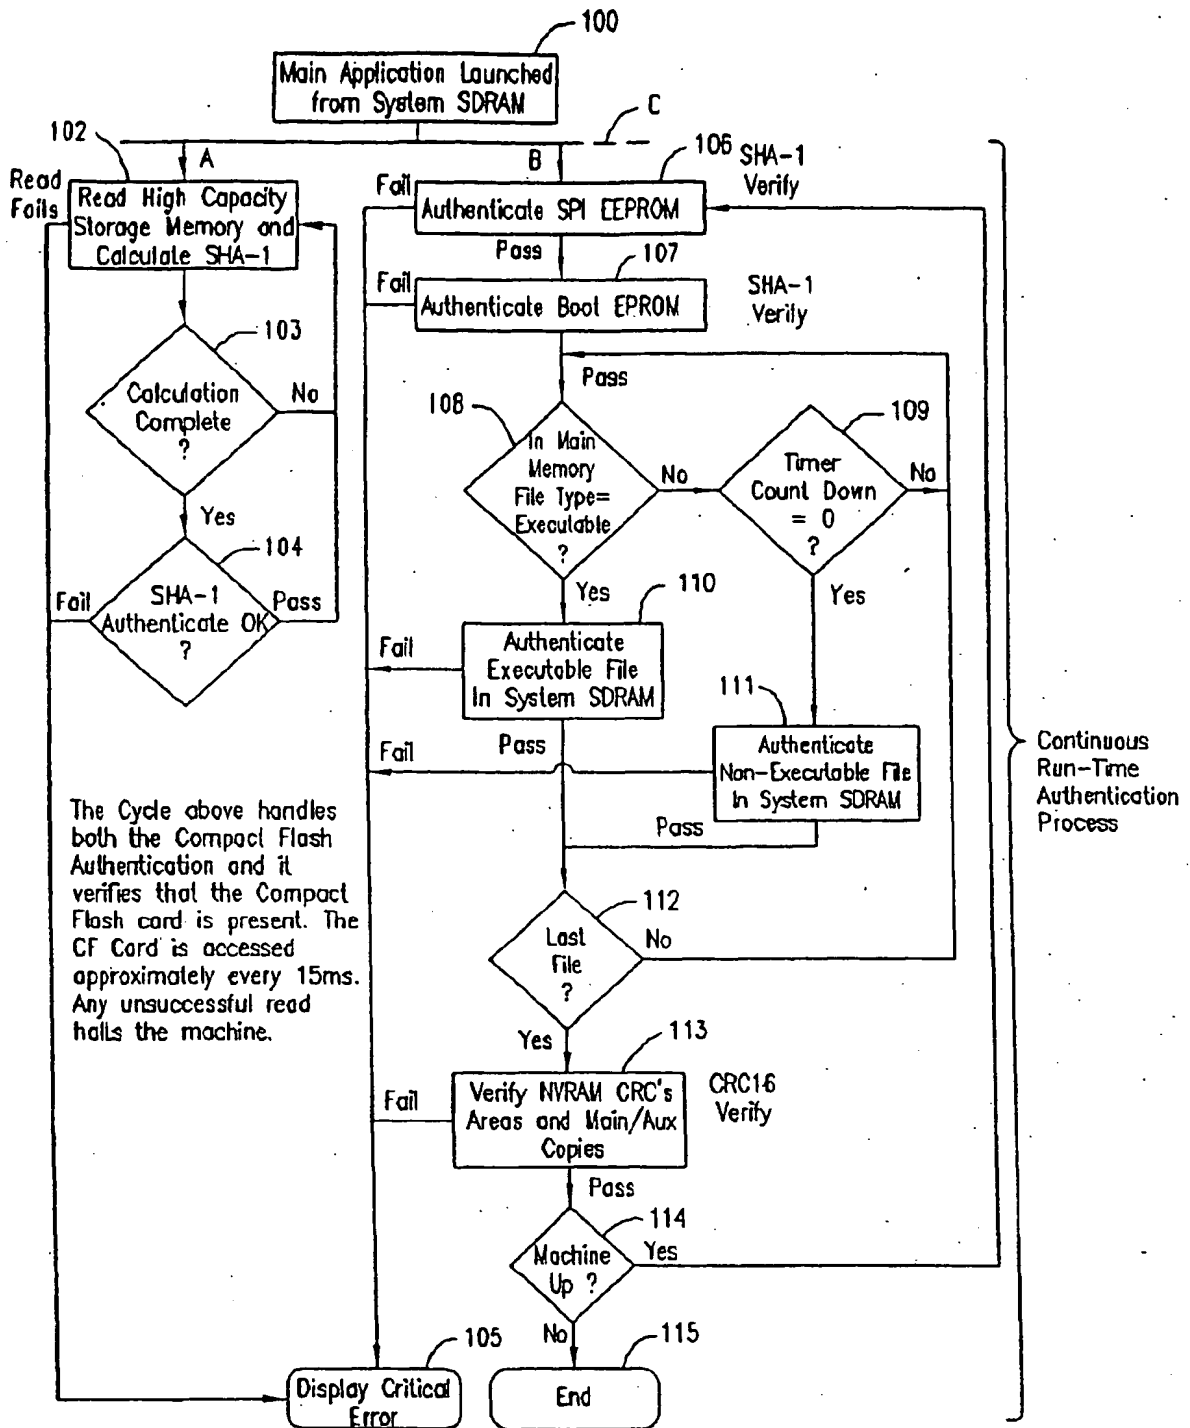 100
Main Application Launched
from System SDRAM
C
102
A
B
106
SHA-1
Verify
Read
Fails
Read High Capacity
Storage Memory and
Calculate SHA-1
Fail
Authenticate SPI EEPROM
Pass
107
Fail
Authenticate Boot EPROM
SHA-1
Verify
103
Calculation
Complete
?
No
Pass
108
In Main
Memory
File Type=
Executable
?
No
109
Timer
Count Down
= 0
?
No
Yes
104
SHA-1
Authenticate OK
?
Fail
Pass
Yes
110
Yes
Fail
Authenticate
Executable File
In System SDRAM
111
Pass
Fail
Authenticate
Non-Executable File
In System SDRAM
Pass
Continuous
Run-Time
Authentication
Process
The Cycle above handles
both the Compact Flash
Authentication and it
verifies that the Compact
Flash card is present. The
CF Card is accessed
approximately every 15ms.
Any unsuccessful read
halts the machine.
112
Last
File
?
No
Yes
113
Fail
Verify NVRAM CRC's
Areas and Main/Aux
Copies
CRC16
Verify
Pass
114
Machine
Up ?
Yes
No
105
115
Display Critical
Error
End